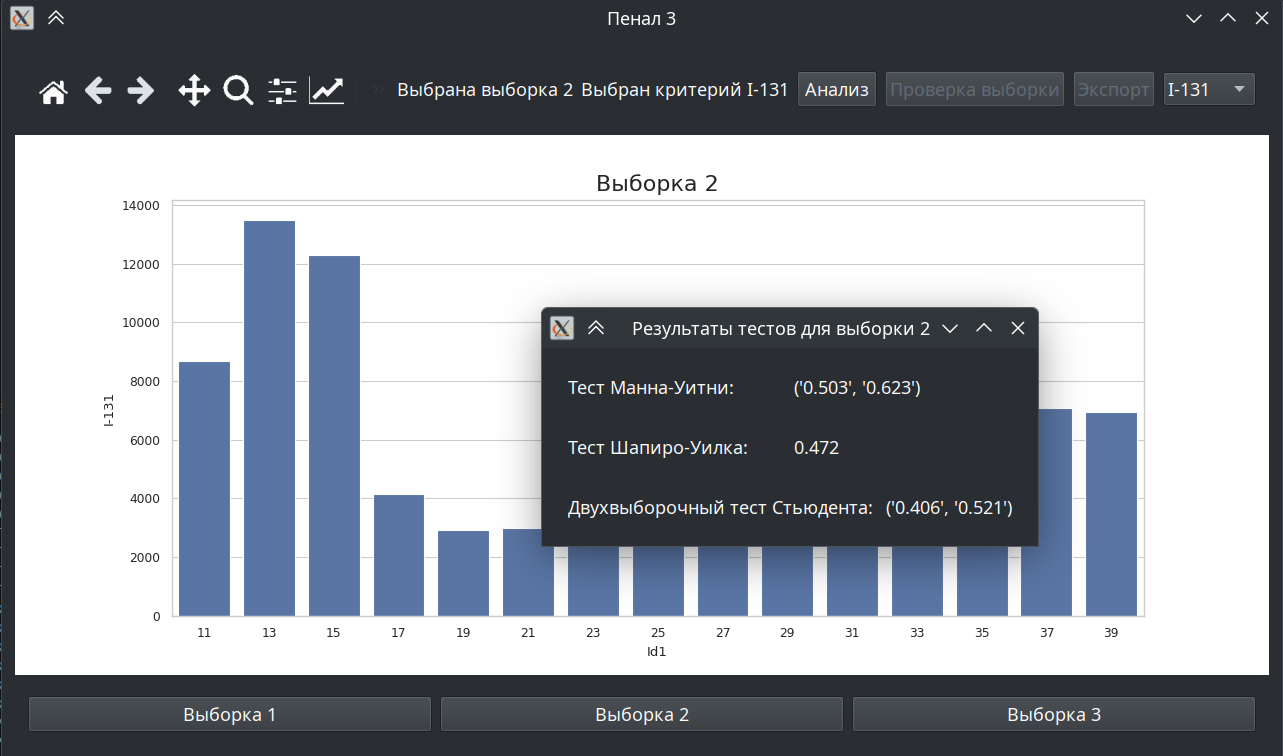 Пенал 3
Выбрана выборка 2 Выбран критерий I-131 Анализ Проверка выборки Экспорт I-131
Выборка 2
14000
12000
10000
8000
6000
4000
2000
0
I-131
11 13 15 17 19 21 23 25 27 29 31 33 35 37 39
Id1
Результаты тестов для выборки 2
Тест Манна-Уитни: ('0.503', '0.623')
Тест Шапиро-Уилка: 0.472
Двухвыборочный тест Стьюдента: ('0.406', '0.521')
Выборка 1 Выборка 2 Выборка 3